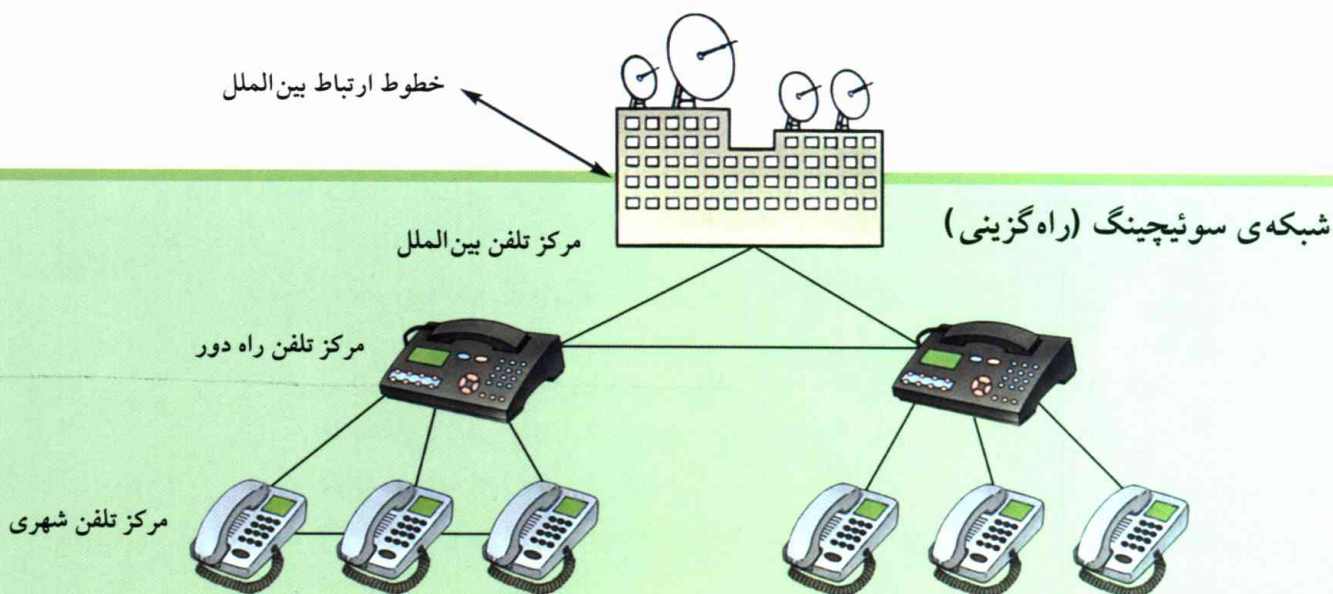 خطوط ارتباط بین‌الملل
شبکه‌ی سوئیچینگ (راه‌گزینی)
مرکز تلفن بین‌الملل
مرکز تلفن راه دور
مرکز تلفن شهری